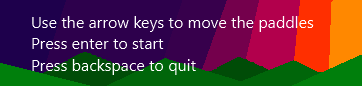 Use the arrow keys to move the paddles
Press enter to start
Press backspace to quit